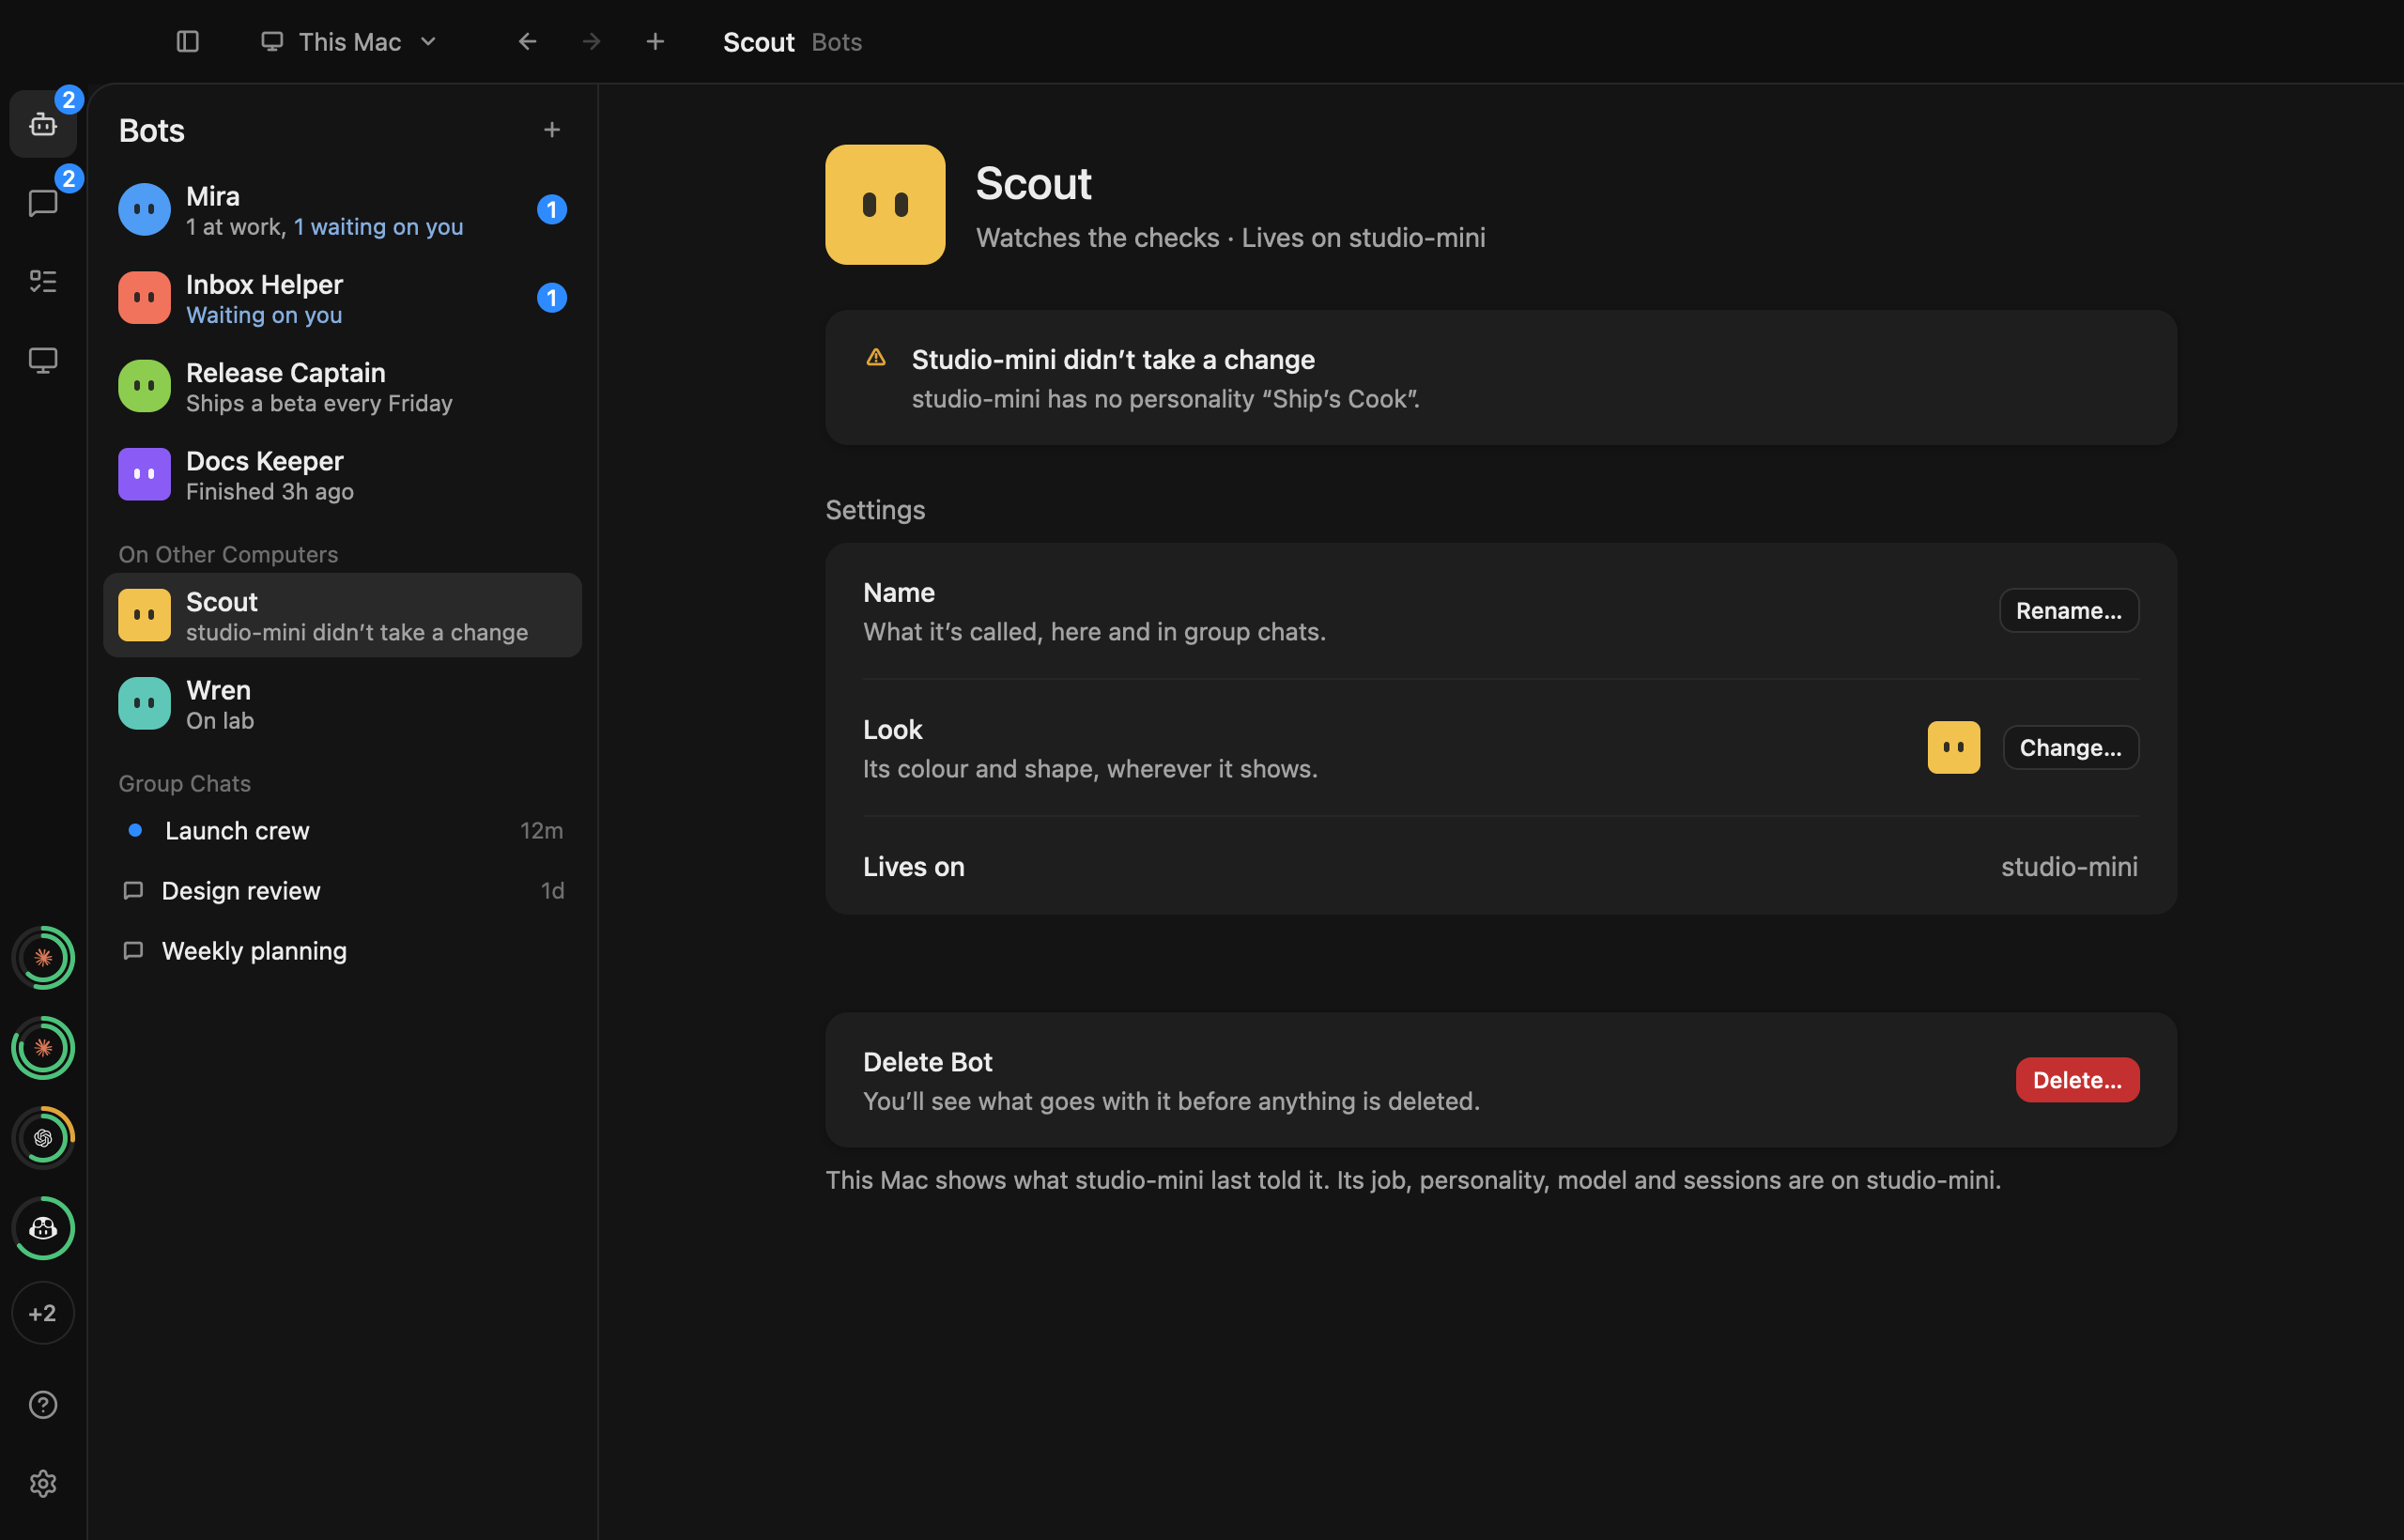 This Mac
Scout Bots
2
2
Bots
Mira
1 at work, 1 waiting on you
1
Inbox Helper
Waiting on you
1
Release Captain
Ships a beta every Friday
Docs Keeper
Finished 3h ago
On Other Computers
Scout
studio-mini didn’t take a change
Wren
On lab
Group Chats
Launch crew 12m
Design review 1d
Weekly planning
+2
Scout
Watches the checks · Lives on studio-mini
Studio-mini didn’t take a change
studio-mini has no personality “Ship’s Cook”.
Settings
Name
What it’s called, here and in group chats.
Rename...
Look
Its colour and shape, wherever it shows.
Change...
Lives on studio-mini
Delete Bot
You’ll see what goes with it before anything is deleted.
Delete...
This Mac shows what studio-mini last told it. Its job, personality, model and sessions are on studio-mini.